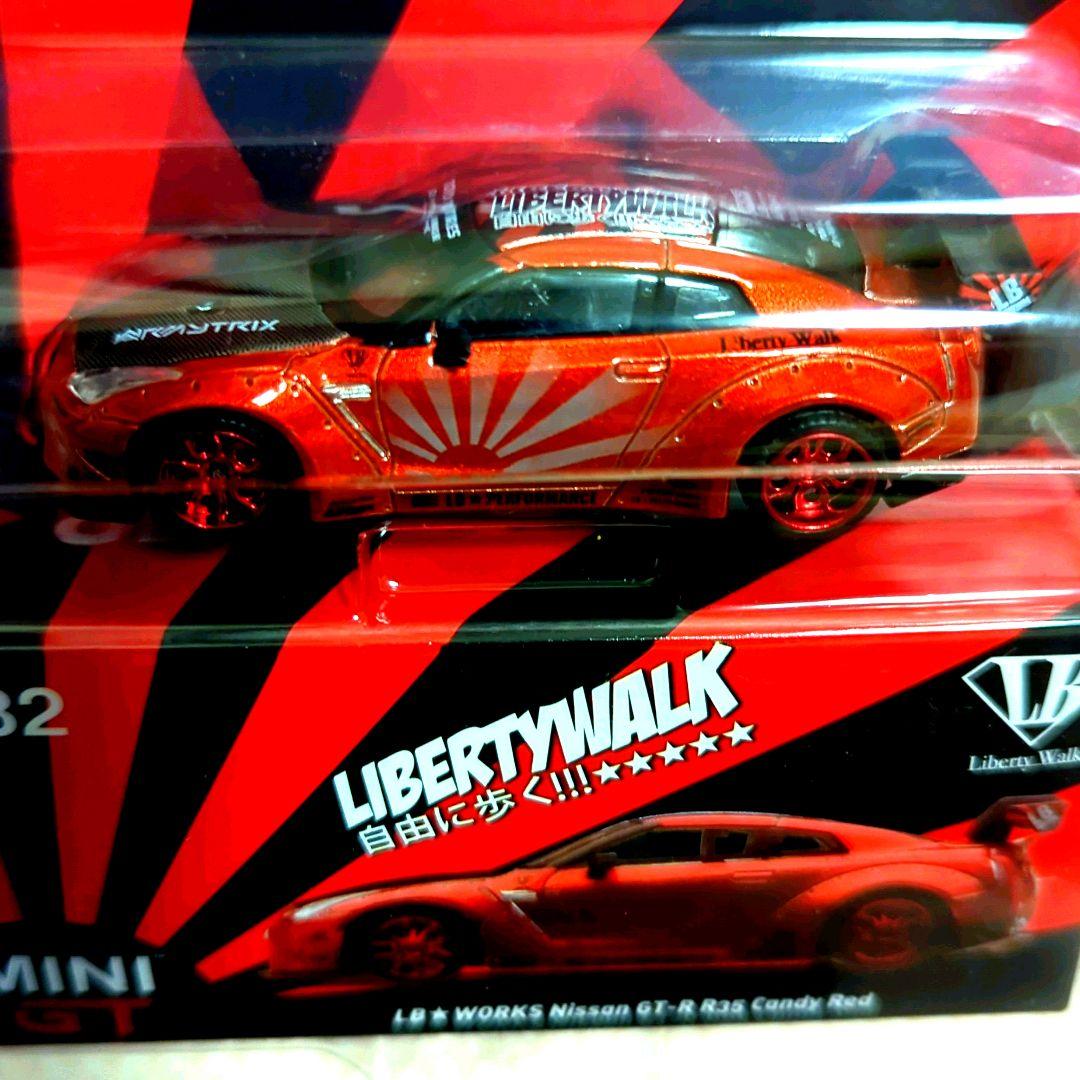 LIBERTYWALK
RAYTRIX
Liberty Walk
LB
LB★PERFORMANCE
32
LIBERTYWALK
自由に歩く!!!★★★★★
LB
Liberty Walk
MINI
GT
LB★WORKS Nissan GT-R R35 Candy Red